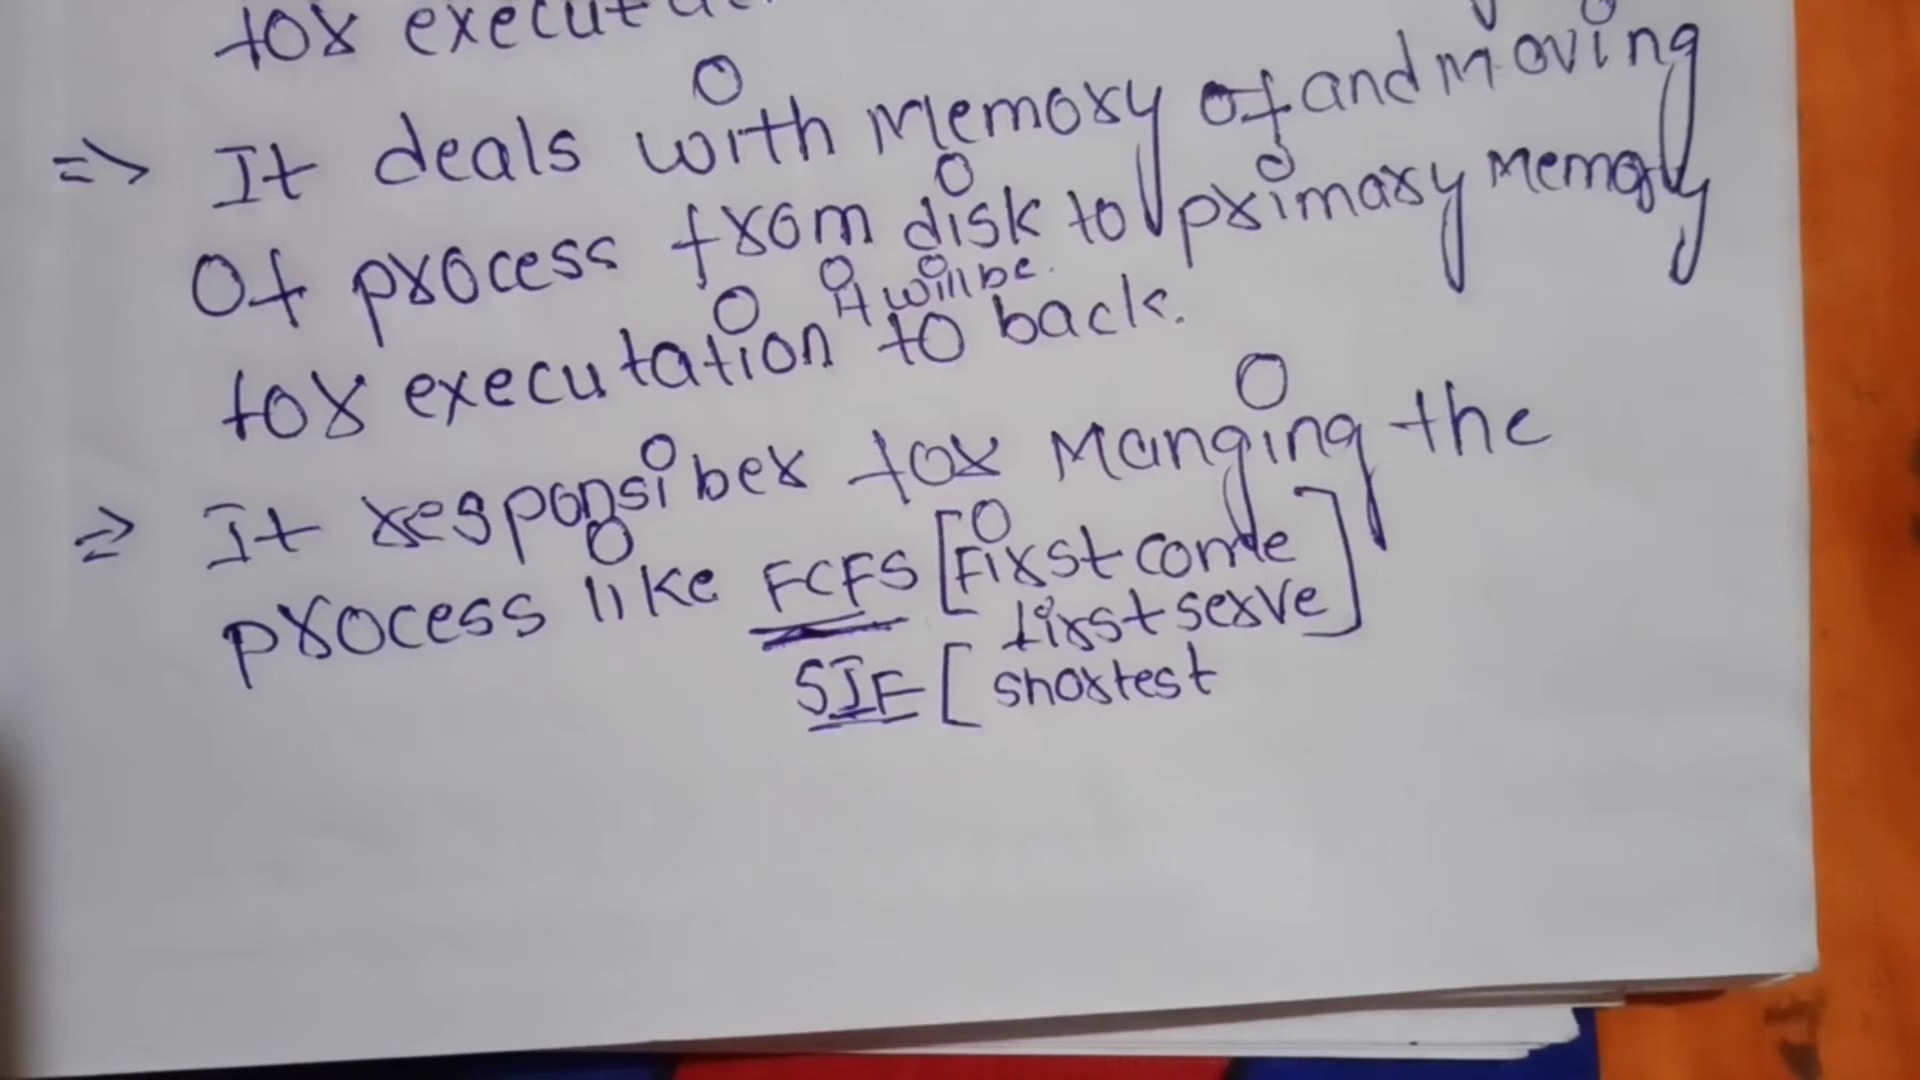 for executat
=> It deals with Memory of and moving
Of process from disk to primary memory
for executation it will be to back.
=> It responsiber for Manging the
process like FCFS [First come
first serve]
SJF [shortest